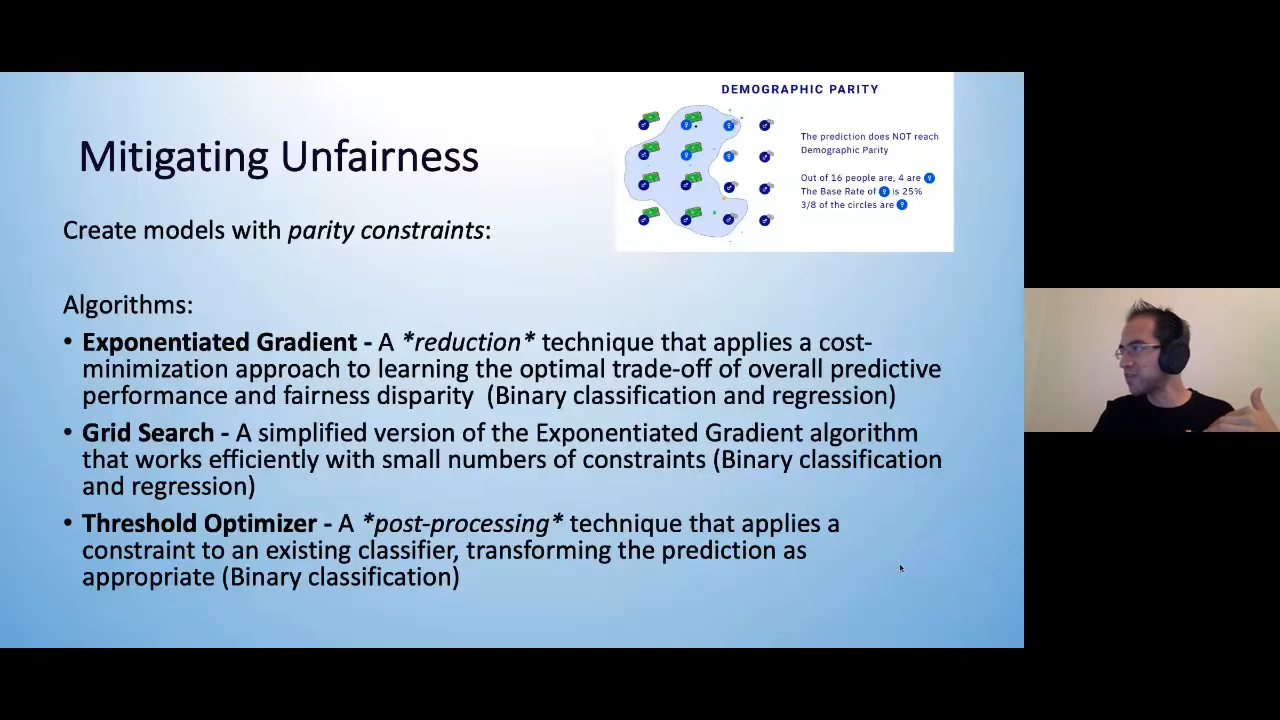 DEMOGRAPHIC PARITY
The prediction does NOT reach
Demographic Parity
Out of 16 people are, 4 are ♀
The Base Rate of ♀ is 25%
3/8 of the circles are ♀
Mitigating Unfairness
Create models with parity constraints:
Algorithms:
• Exponentiated Gradient - A *reduction* technique that applies a cost-
minimization approach to learning the optimal trade-off of overall predictive
performance and fairness disparity (Binary classification and regression)
• Grid Search - A simplified version of the Exponentiated Gradient algorithm
that works efficiently with small numbers of constraints (Binary classification
and regression)
• Threshold Optimizer - A *post-processing* technique that applies a
constraint to an existing classifier, transforming the prediction as
appropriate (Binary classification)